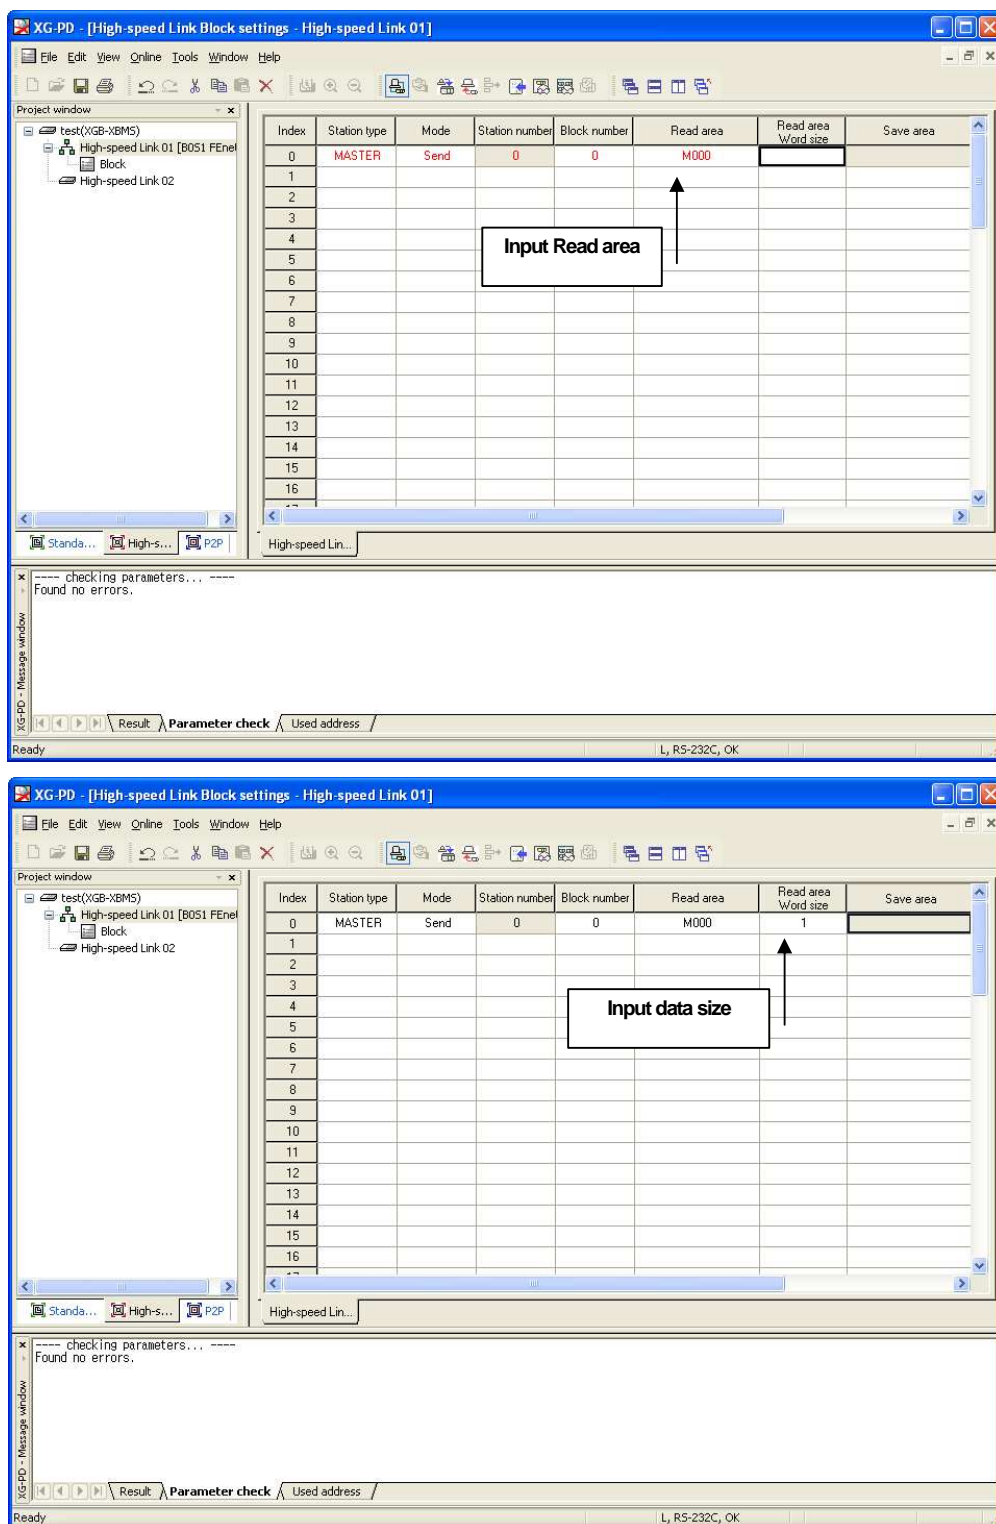 XG-PD - [High-speed Link Block settings - High-speed Link 01]
File Edit View Online Tools Window Help
Project window
test(XGB-XBMS)
High-speed Link 01 [B0S1 FEnet
Block
High-speed Link 02
Index Station type Mode Station number Block number Read area Read area Word size Save area
0 MASTER Send 0 0 M000
1
2
3
4
Input Read area
5
6
7
8
9
10
11
12
13
14
15
16
Standa... High-s... P2P
High-speed Lin...
---- checking parameters... ----
Found no errors.
XG-PD - Message window
Result Parameter check Used address
Ready L, RS-232C, OK
XG-PD - [High-speed Link Block settings - High-speed Link 01]
File Edit View Online Tools Window Help
Project window
test(XGB-XBMS)
High-speed Link 01 [B0S1 FEnet
Block
High-speed Link 02
Index Station type Mode Station number Block number Read area Read area Word size Save area
0 MASTER Send 0 0 M000 1
1
2
3
4
Input data size
5
6
7
8
9
10
11
12
13
14
15
16
Standa... High-s... P2P
High-speed Lin...
---- checking parameters... ----
Found no errors.
XG-PD - Message window
Result Parameter check Used address
Ready L, RS-232C, OK